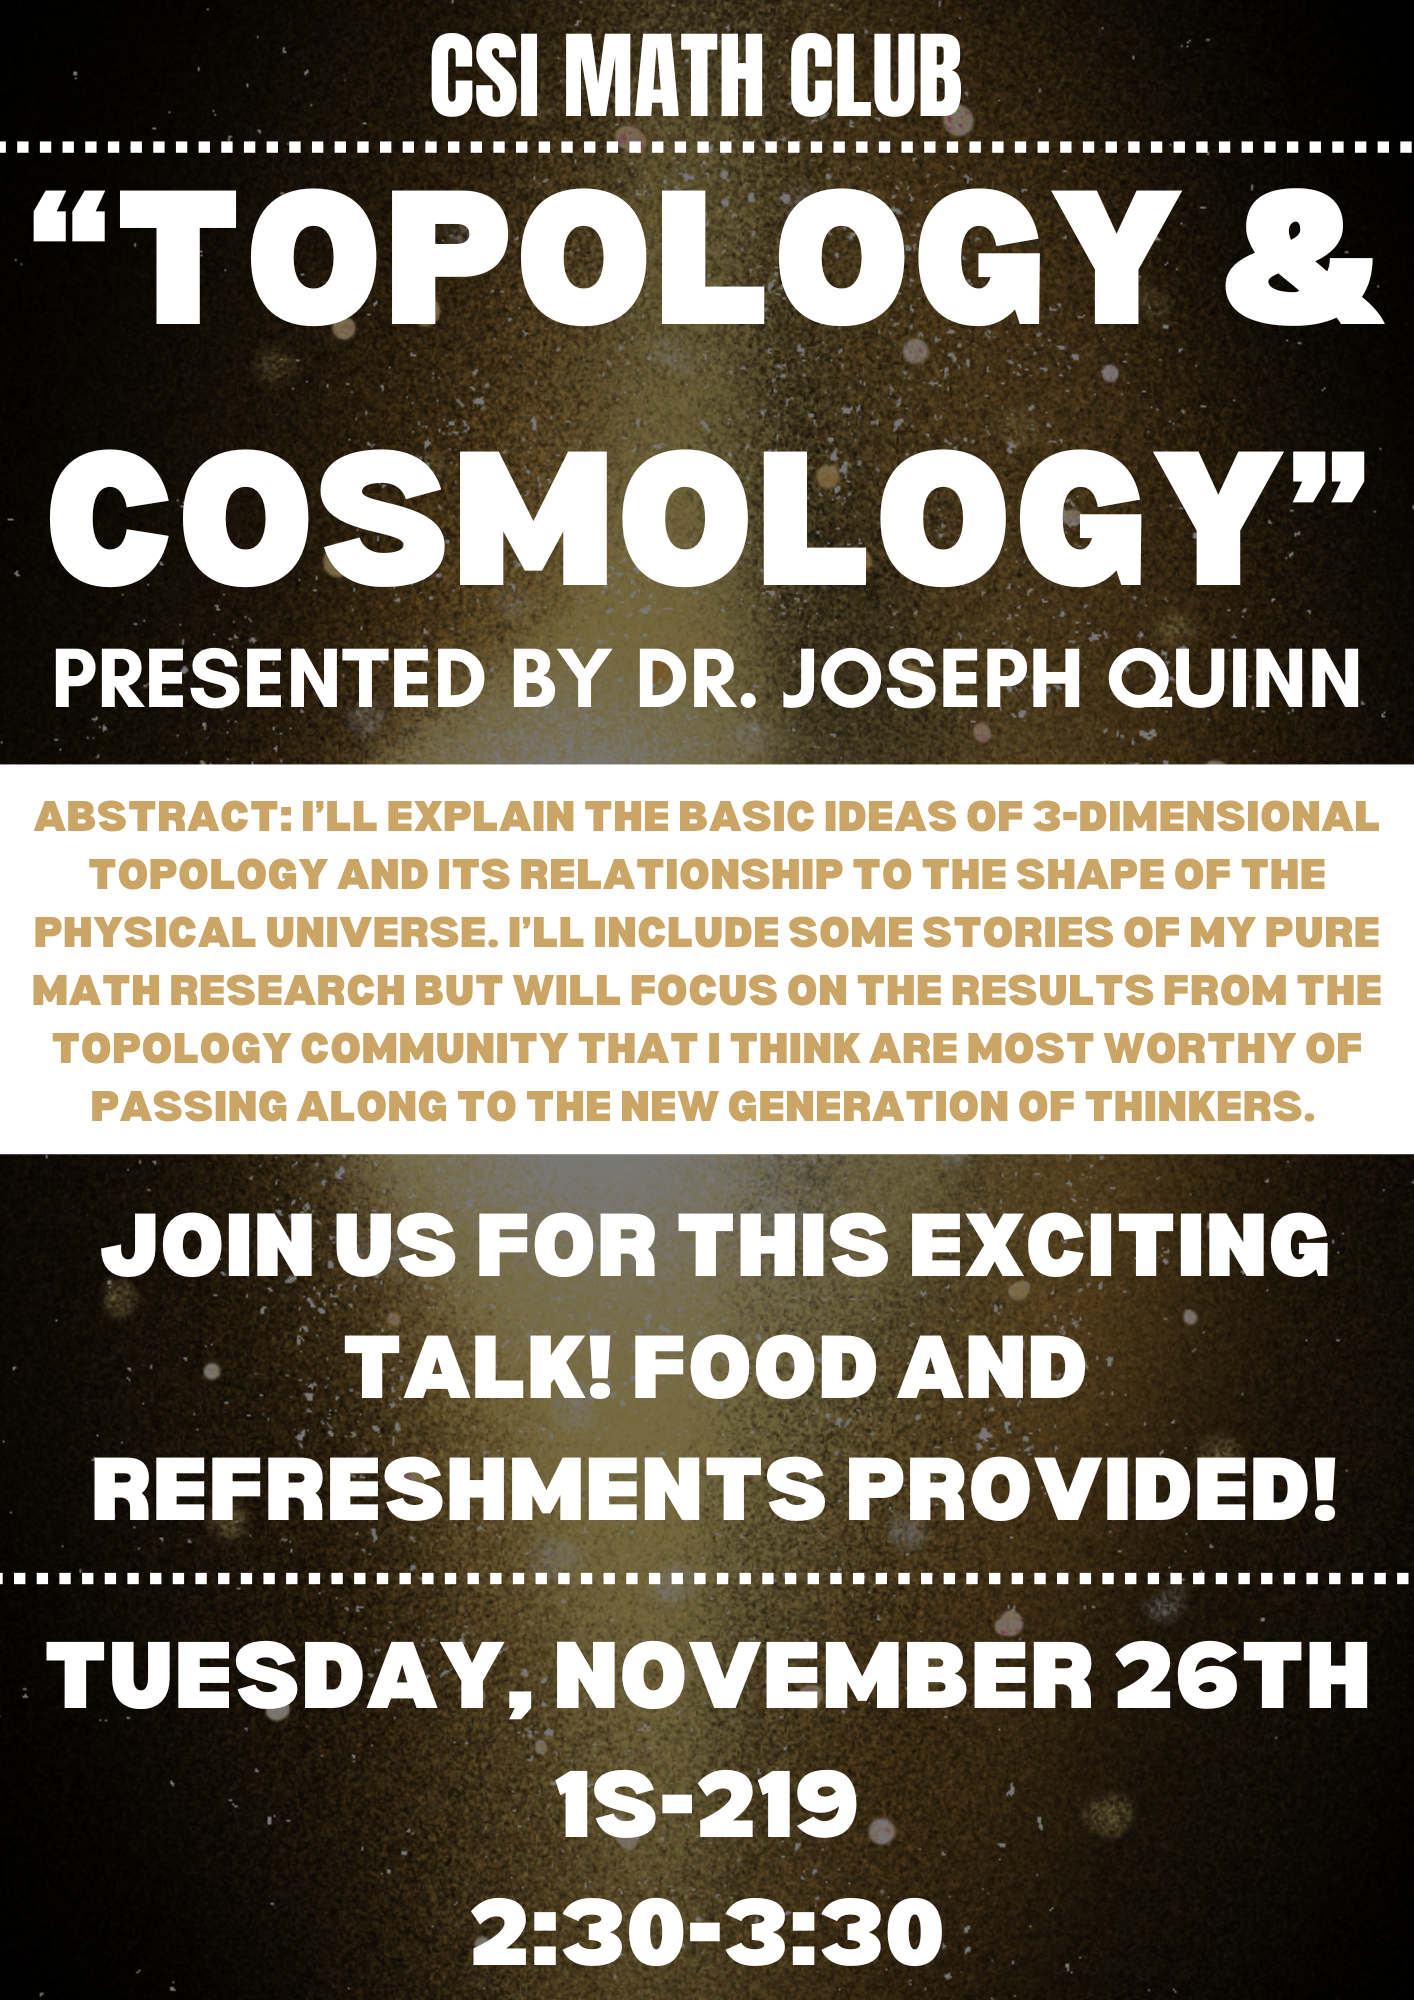 CSI MATH CLUB
“TOPOLOGY &
COSMOLOGY”
PRESENTED BY DR. JOSEPH QUINN
ABSTRACT: I’LL EXPLAIN THE BASIC IDEAS OF 3-DIMENSIONAL
TOPOLOGY AND ITS RELATIONSHIP TO THE SHAPE OF THE
PHYSICAL UNIVERSE. I’LL INCLUDE SOME STORIES OF MY PURE
MATH RESEARCH BUT WILL FOCUS ON THE RESULTS FROM THE
TOPOLOGY COMMUNITY THAT I THINK ARE MOST WORTHY OF
PASSING ALONG TO THE NEW GENERATION OF THINKERS.
JOIN US FOR THIS EXCITING
TALK! FOOD AND
REFRESHMENTS PROVIDED!
TUESDAY, NOVEMBER 26TH
1S-219
2:30-3:30